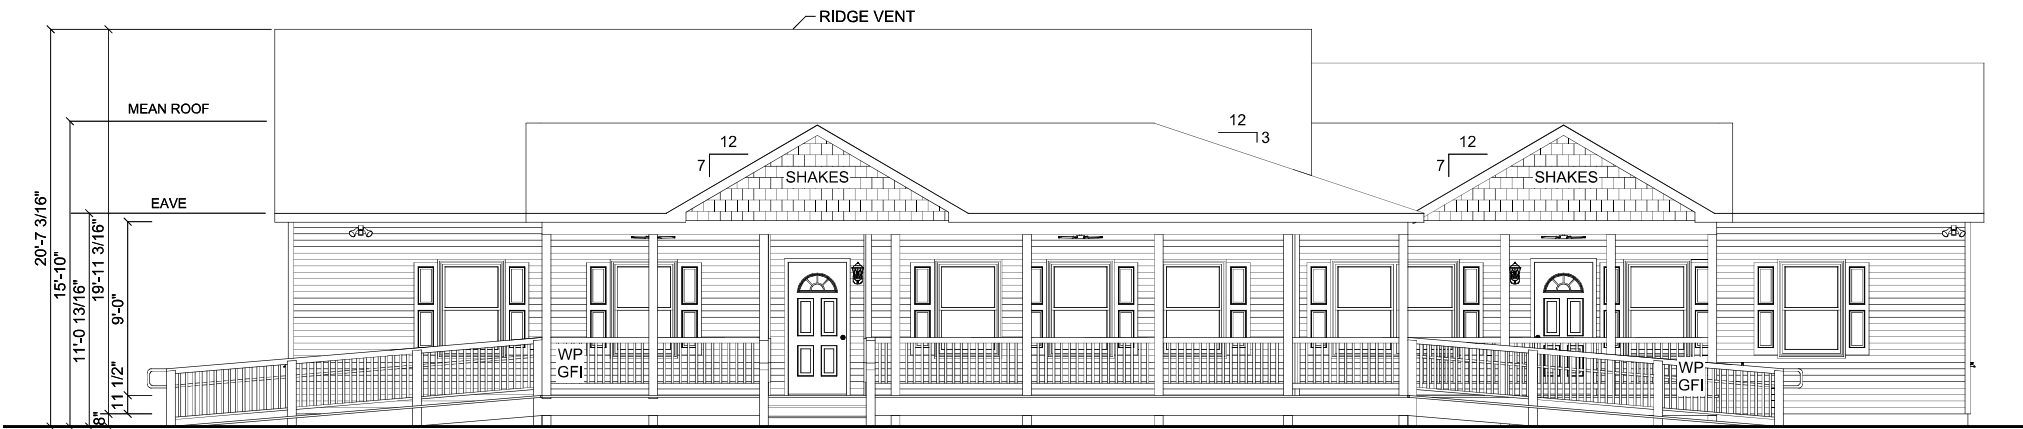 RIDGE VENT
MEAN ROOF
EAVE
20'-7 3/16"
15'-10"
11'-0 13/16"
19'-11 3/16"
9'-0"
11 1/2"
8"
12
7
SHAKES
12
3
12
7
SHAKES
WP
GFI
WP
GFI